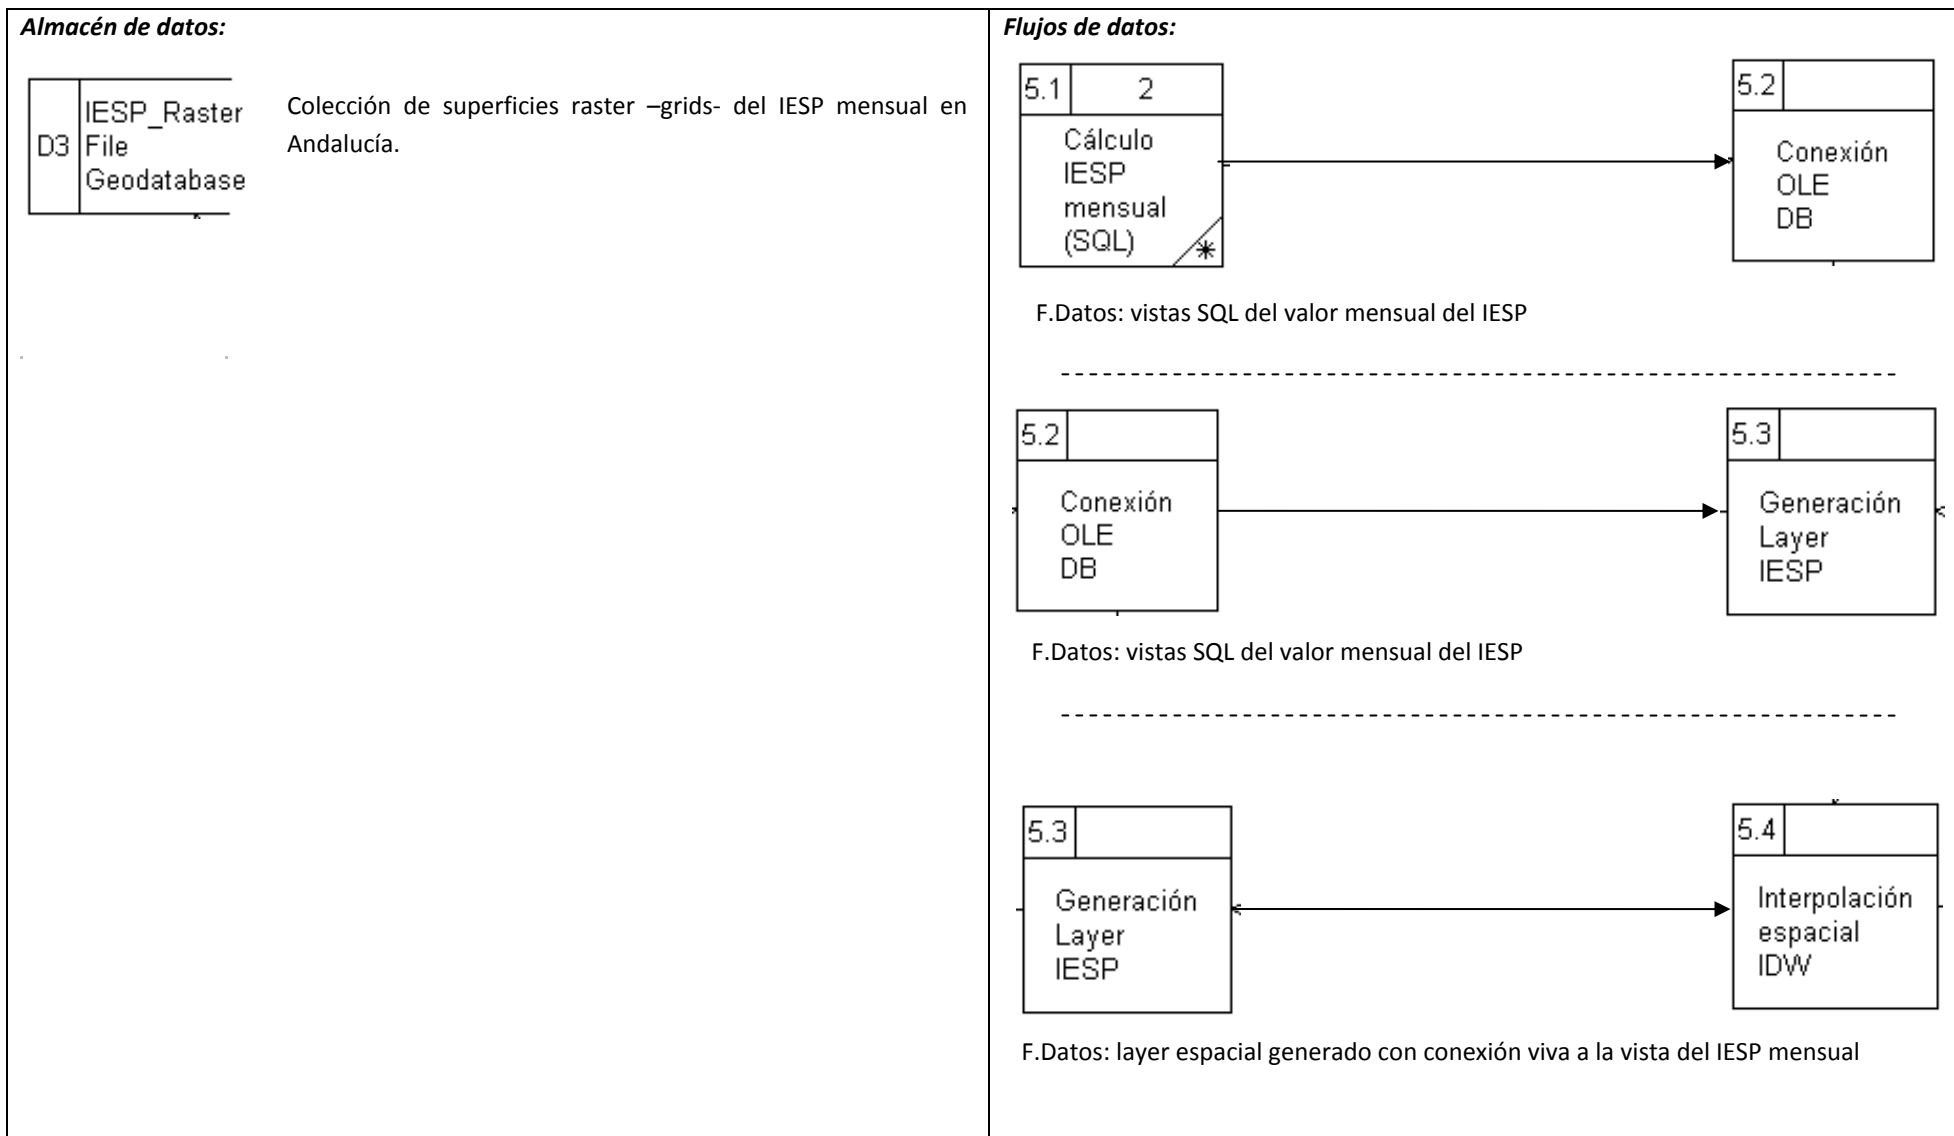 Almacén de datos:
D3
IESP_Raster
File
Geodatabase
Colección de superficies raster –grids- del IESP mensual en
Andalucía.
Flujos de datos:
5.1 2
Cálculo
IESP
mensual
(SQL)
*
5.2
Conexión
OLE
DB
F.Datos: vistas SQL del valor mensual del IESP
5.2
Conexión
OLE
DB
5.3
Generación
Layer
IESP
F.Datos: vistas SQL del valor mensual del IESP
5.3
Generación
Layer
IESP
5.4
Interpolación
espacial
IDW
F.Datos: layer espacial generado con conexión viva a la vista del IESP mensual